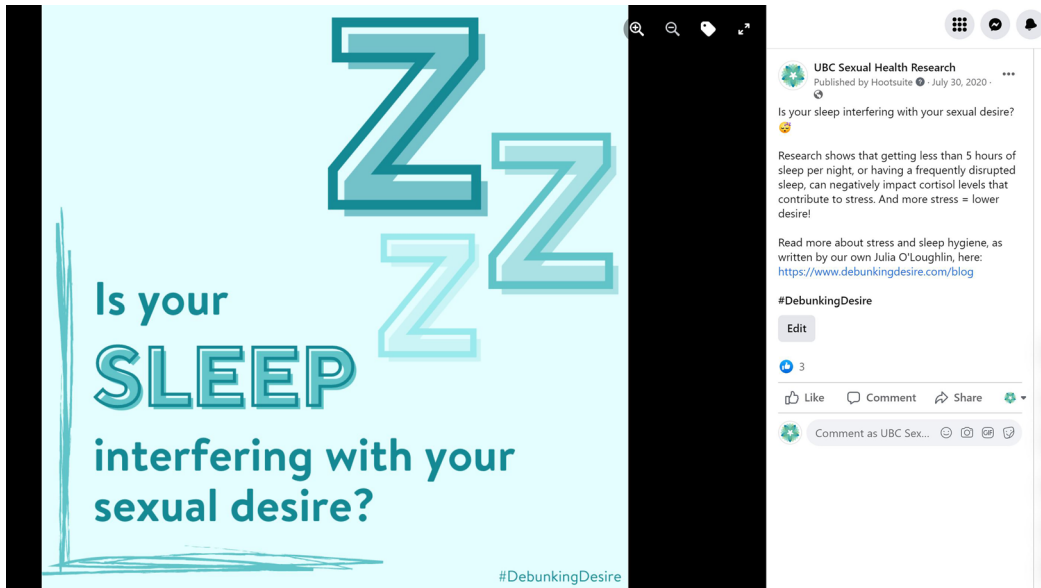 Z
Z
Z
Is your
SLEEP
interfering with your
sexual desire?
#DebunkingDesire
UBC Sexual Health Research
Published by Hootsuite · July 30, 2020 ·
Is your sleep interfering with your sexual desire?
Research shows that getting less than 5 hours of
sleep per night, or having a frequently disrupted
sleep, can negatively impact cortisol levels that
contribute to stress. And more stress = lower
desire!
Read more about stress and sleep hygiene, as
written by our own Julia O'Loughlin, here:
https://www.debunkingdesire.com/blog
#DebunkingDesire
Edit
3
Like Comment Share
Comment as UBC Sex... GIF